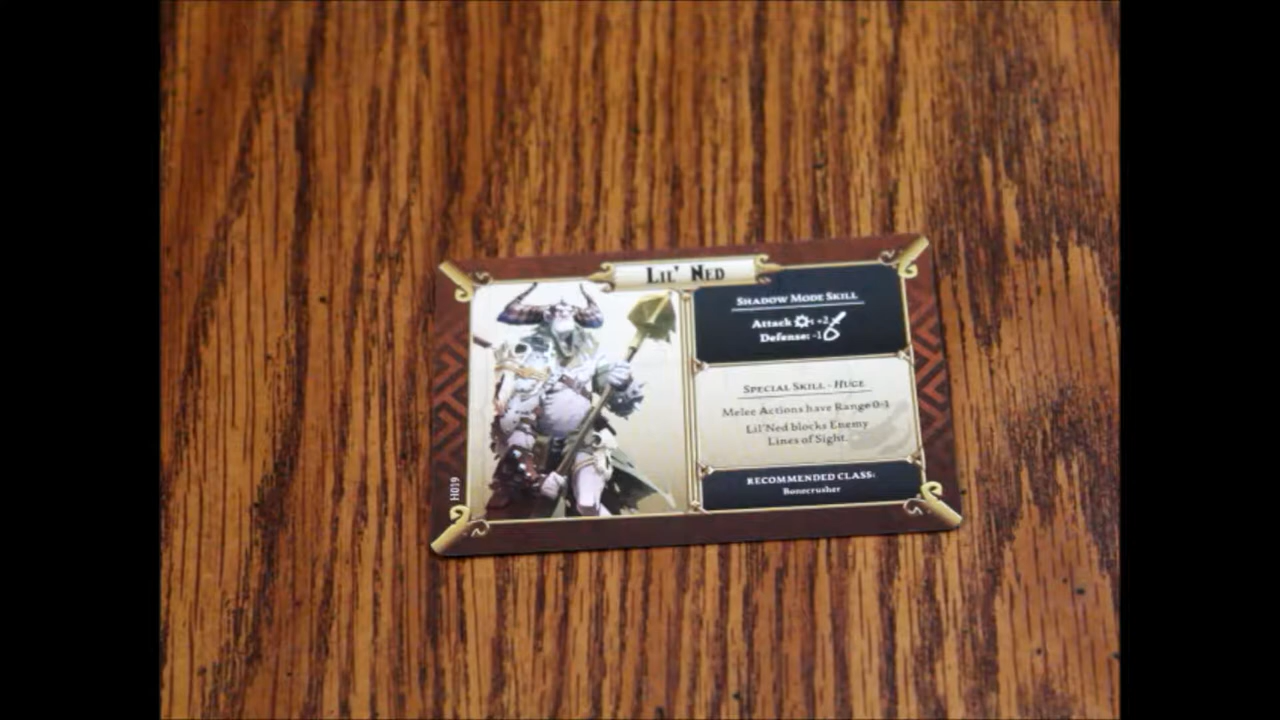 LIL' NED
SHADOW MODE SKILL
Attack : +2
Defense: -1
SPECIAL SKILL - HUGE
Melee Actions have Range 0-1
Lil'Ned blocks Enemy
Lines of Sight.
RECOMMENDED CLASS:
Bonecrusher
H019